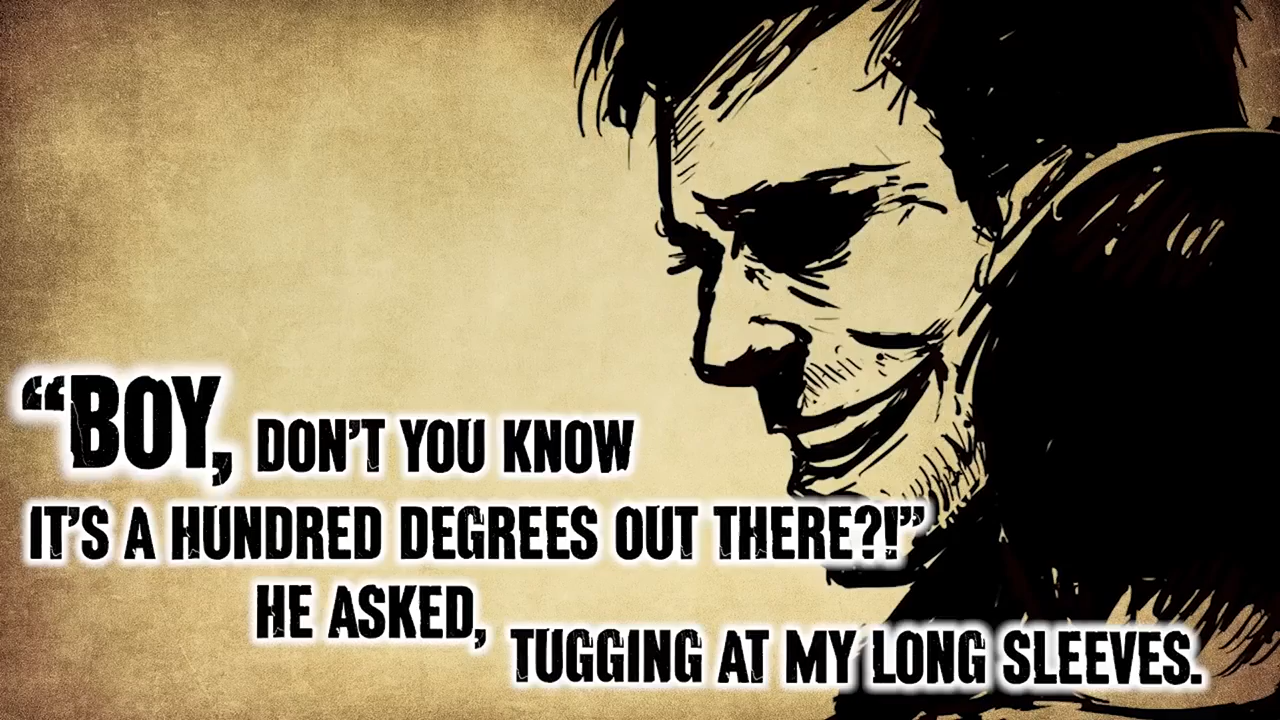 “BOY, DON’T YOU KNOW
IT’S A HUNDRED DEGREES OUT THERE?!”
HE ASKED,
TUGGING AT MY LONG SLEEVES.